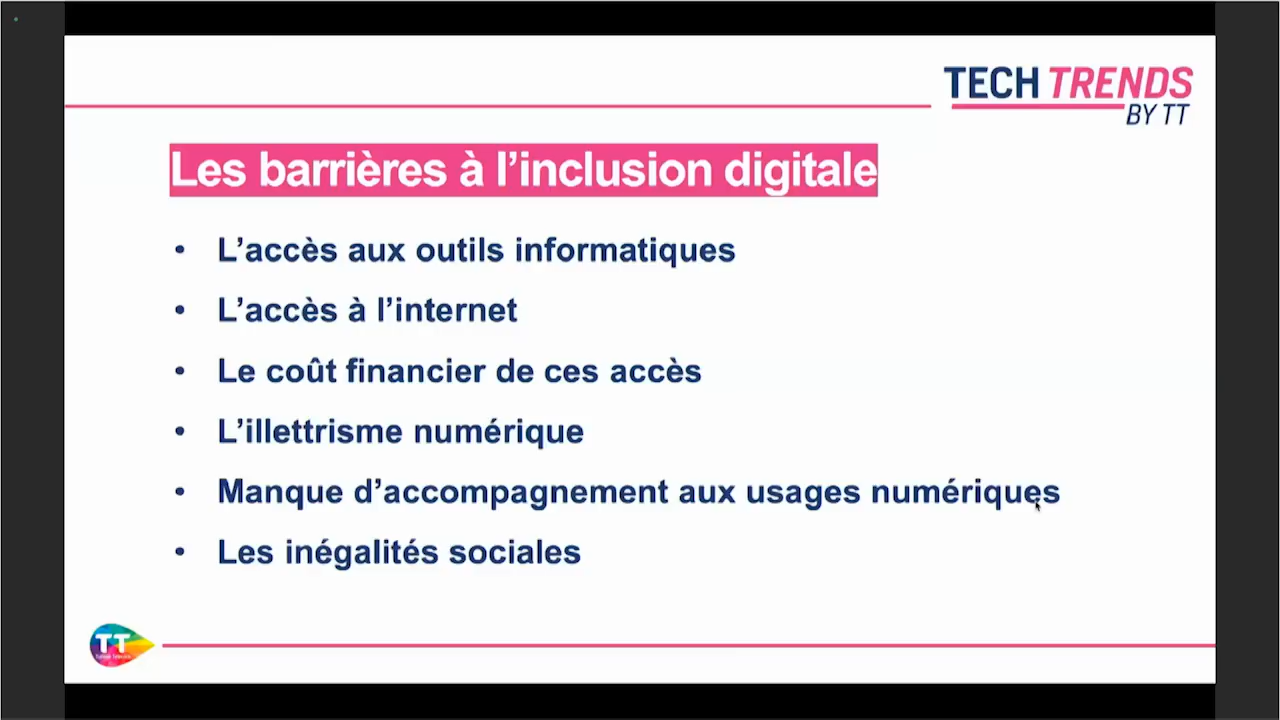 TECH TRENDS
BY TT
Les barrières à l’inclusion digitale
• L’accès aux outils informatiques
• L’accès à l’internet
• Le coût financier de ces accès
• L’illettrisme numérique
• Manque d’accompagnement aux usages numériques
• Les inégalités sociales
TT